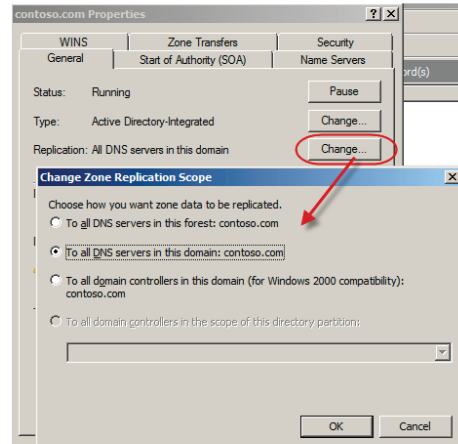 contoso.com Properties
WINS Zone Transfers Security
General Start of Authority (SOA) Name Servers
Status: Running Pause
Type: Active Directory-Integrated Change...
Replication: All DNS servers in this domain Change...
Change Zone Replication Scope
Choose how you want zone data to be replicated.
To all DNS servers in this forest: contoso.com
To all DNS servers in this domain: contoso.com
To all domain controllers in this domain (for Windows 2000 compatibility):
contoso.com
To all domain controllers in the scope of this directory partition:
OK Cancel